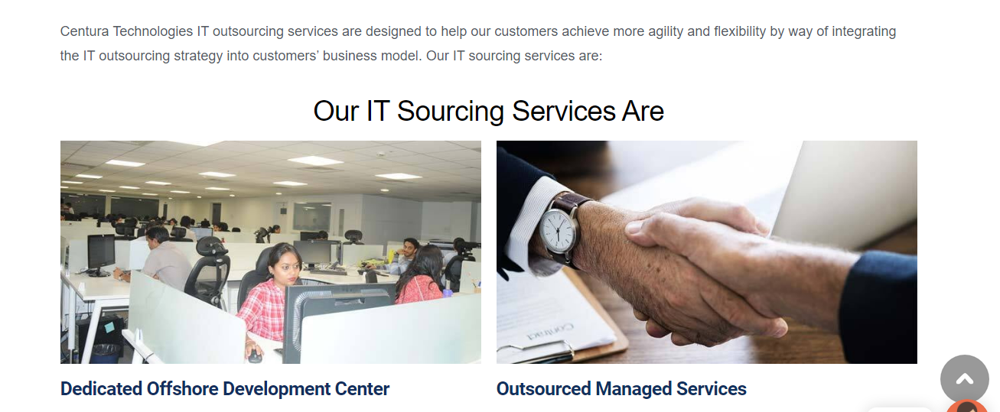 Centura Technologies IT outsourcing services are designed to help our customers achieve more agility and flexibility by way of integrating
the IT outsourcing strategy into customers’ business model. Our IT sourcing services are:
Our IT Sourcing Services Are
Contract
Dedicated Offshore Development Center
Outsourced Managed Services